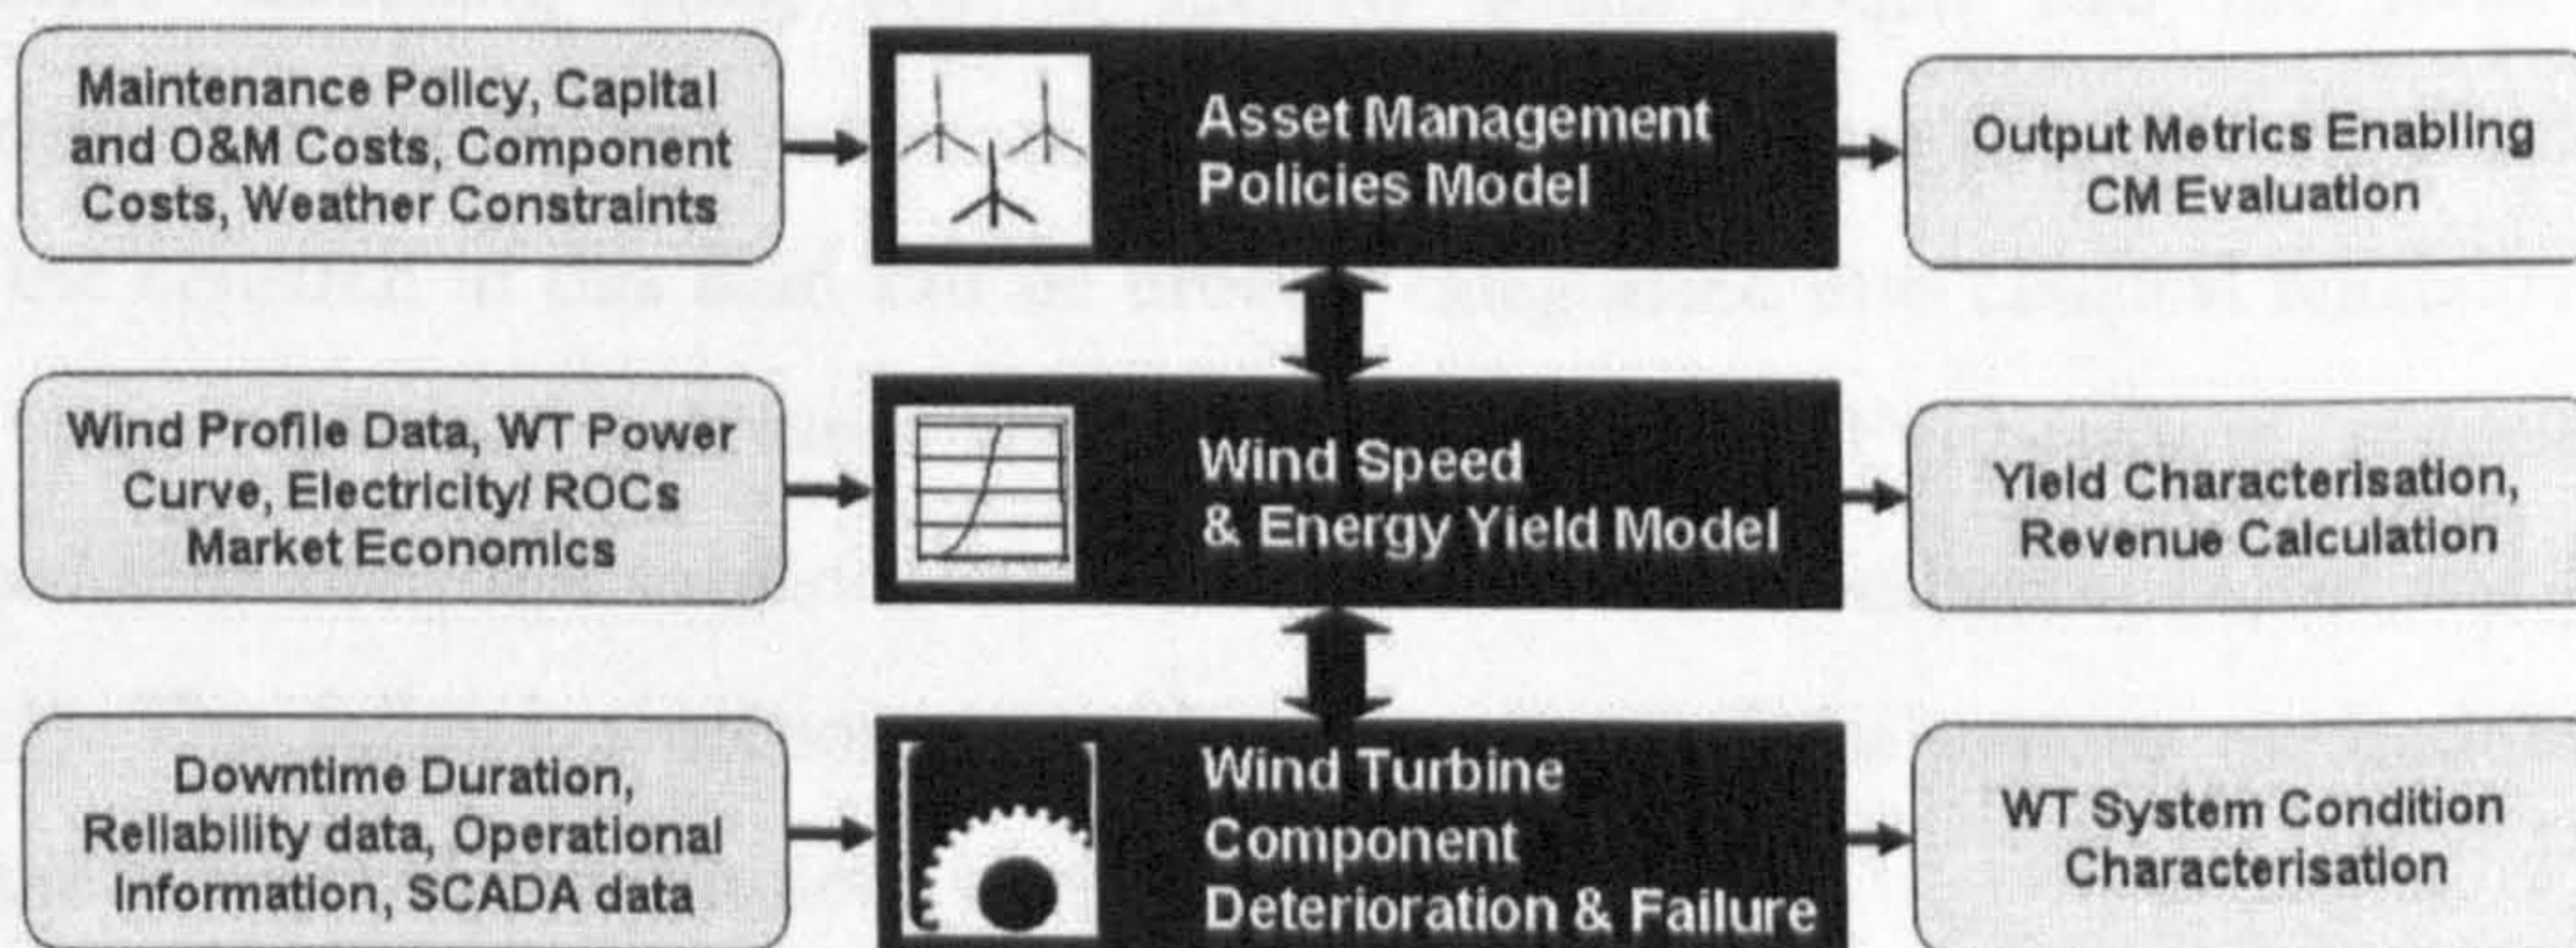 Maintenance Policy, Capital
and O&M Costs, Component
Costs, Weather Constraints
Asset Management
Policies Model
Output Metrics Enabling
CM Evaluation
Wind Profile Data, WT Power
Curve, Electricity/ ROCs
Market Economics
Wind Speed
& Energy Yield Model
Yield Characterisation,
Revenue Calculation
Downtime Duration,
Reliability data, Operational
Information, SCADA data
Wind Turbine
Component
Deterioration & Failure
WT System Condition
Characterisation